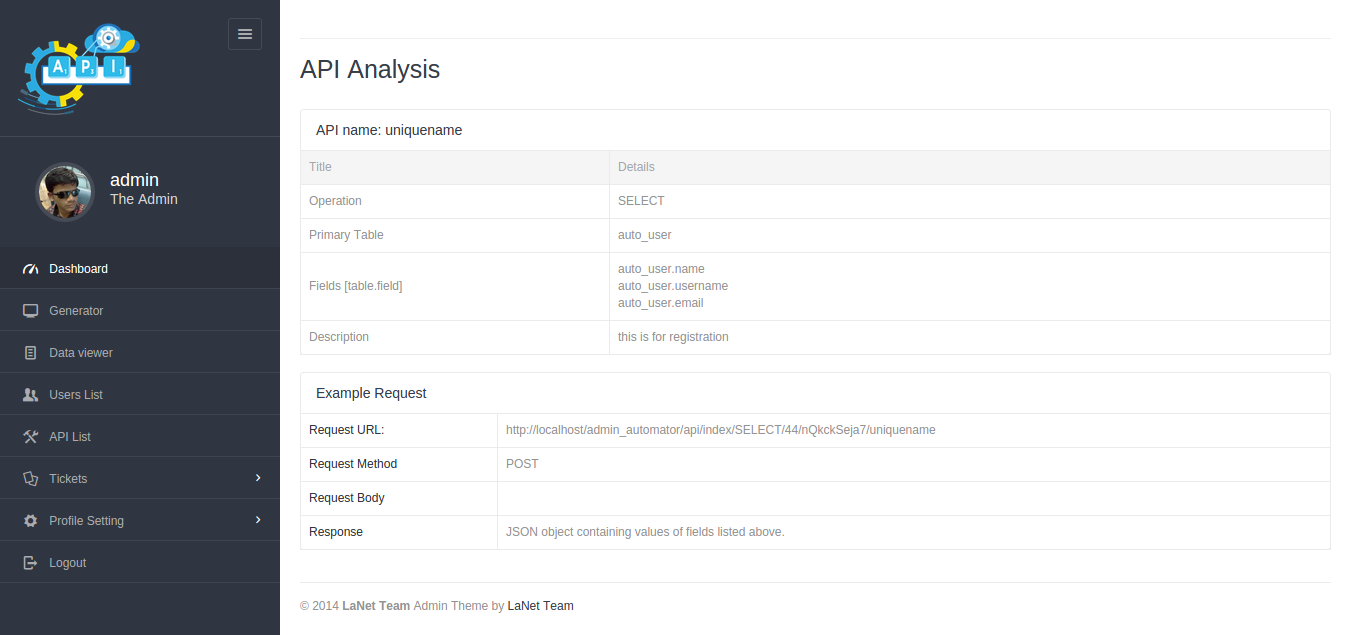 API
admin
The Admin
Dashboard
Generator
Data viewer
Users List
API List
Tickets
Profile Setting
Logout
API Analysis
API name: uniquename
Title Details
Operation SELECT
Primary Table auto_user
Fields [table.field] auto_user.name
auto_user.username
auto_user.email
Description this is for registration
Example Request
Request URL: http://localhost/admin_automator/api/index/SELECT/44/nQkckSeja7/uniquename
Request Method POST
Request Body
Response JSON object containing values of fields listed above.
© 2014 LaNet Team Admin Theme by LaNet Team